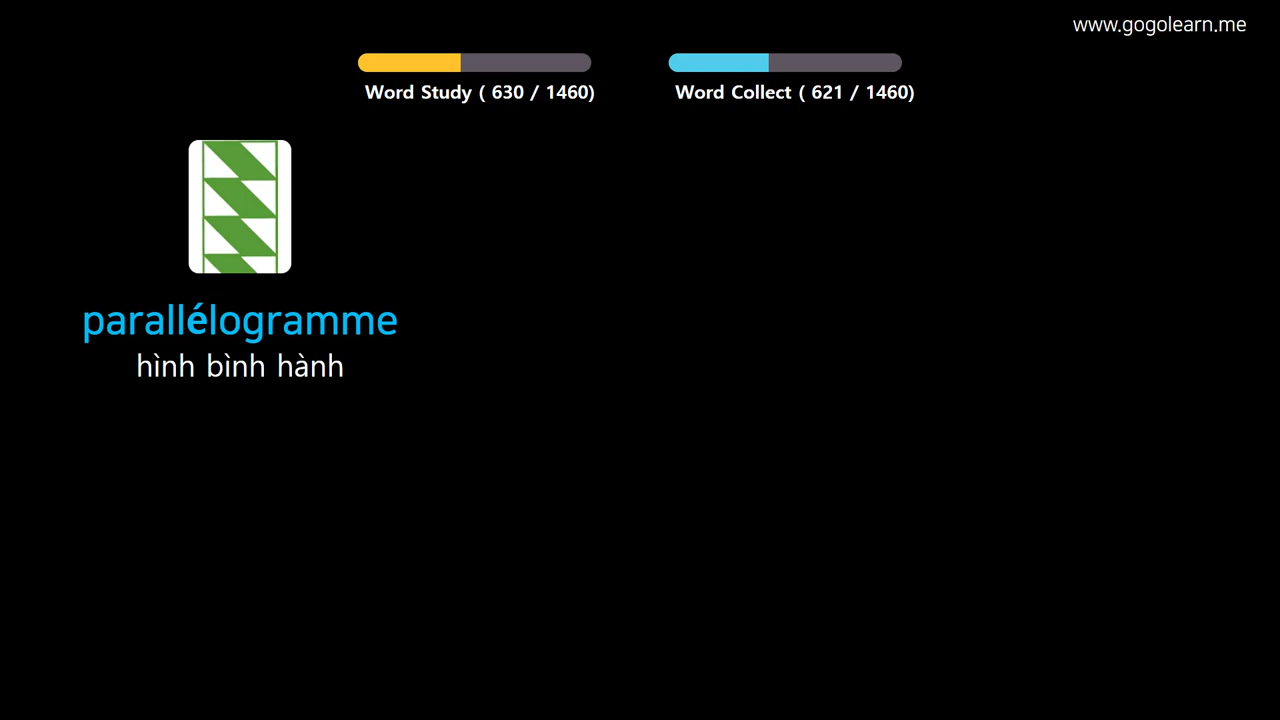 www.gogolearn.me
Word Study ( 630 / 1460)
Word Collect ( 621 / 1460)
parallélogramme
hình bình hành